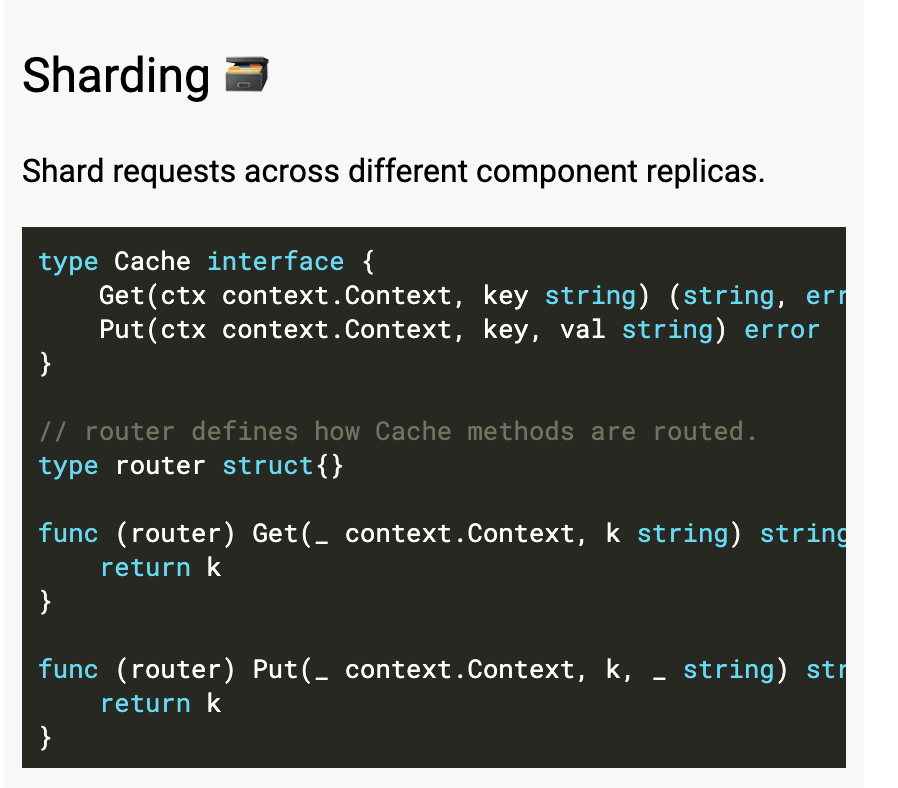 Sharding
Shard requests across different component replicas.
type Cache interface {
    Get(ctx context.Context, key string) (string, err
    Put(ctx context.Context, key, val string) error
}
// router defines how Cache methods are routed.
type router struct{}
func (router) Get(_ context.Context, k string) string
    return k
}
func (router) Put(_ context.Context, k, _ string) str
    return k
}